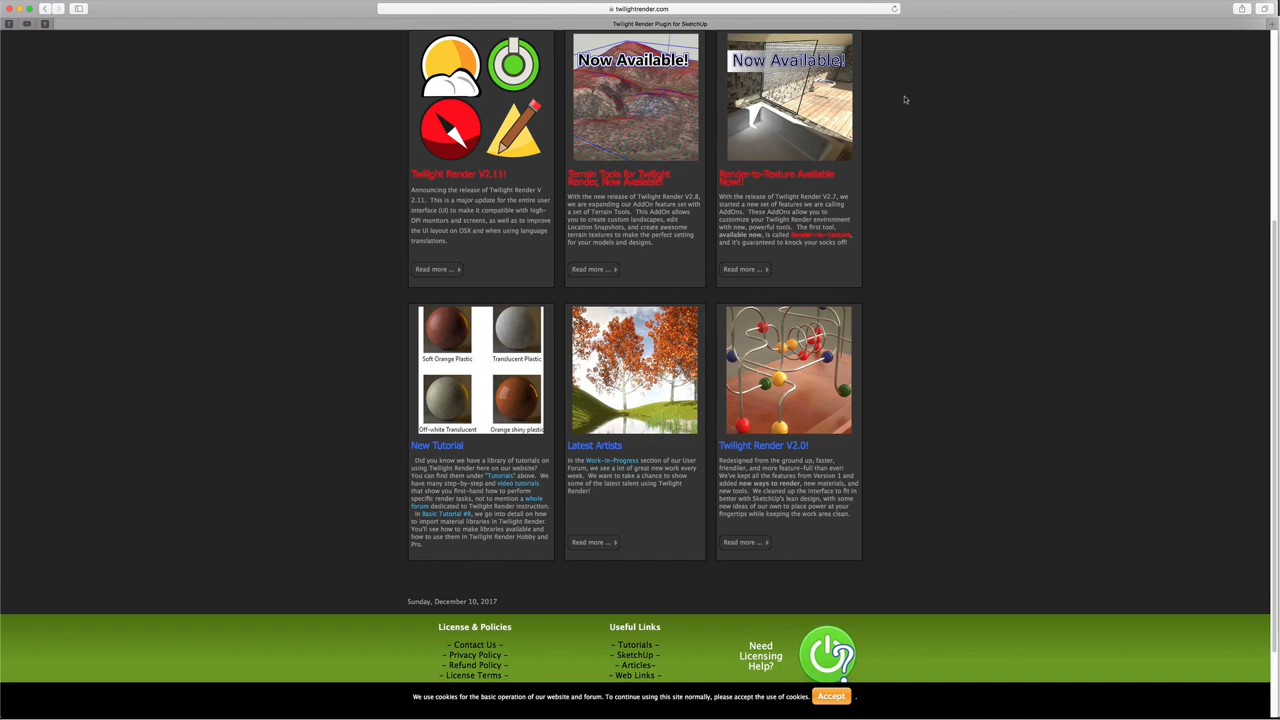 twilightrender.com
Twilight Render Plugin for SketchUp
T
T
Now Available!
Now Available!
Twilight Render V2.11!
Announcing the release of Twilight Render V
2.11. This is a major update for the entire user
interface (UI) to make it compatible with high-
DPI monitors and screens, as well as to improve
the UI layout on OSX and when using language
translations.
Read more ...
Terrain Tools for Twilight
Render, Now Available!
With the new release of Twilight Render V2.8,
we are expanding our AddOn feature set with
a set of Terrain Tools. This AddOn allows
you to create custom landscapes, edit
Location Snapshots, and create awesome
terrain textures to make the perfect setting
for your models and designs.
Read more ...
Render-to-Texture Available
Now!!
With the release of Twilight Render V2.7, we
started a new set of features we are calling
AddOns. These AddOns allow you to
customize your Twilight Render environment
with new, powerful tools. The first tool,
available now, is called Render-to-Texture,
and it's guaranteed to knock your socks off!
Read more ...
Soft Orange Plastic
Translucent Plastic
Off-white Translucent
Orange shiny plastic
New Tutorial
Did you know we have a library of tutorials on
using Twilight Render here on our website?
You can find them under "Tutorials" above. We
have many step-by-step and video tutorials
that show you first-hand how to perform
specific render tasks, not to mention a whole
forum dedicated to Twilight Render instruction.
In Basic Tutorial #8, we go into detail on how
to import material libraries in Twilight Render.
You'll see how to make libraries available and
how to use them in Twilight Render Hobby and
Pro.
Latest Artists
In the Work-in-Progress section of our User
Forum, we see a lot of great new work every
week. We want to take a chance to show
some of the latest talent using Twilight
Render!
Read more ...
Twilight Render V2.0!
Redesigned from the ground up, faster,
friendlier, and more feature-full than ever!
We've kept all the features from Version 1 and
added new ways to render, new materials, and
new tools. We cleaned up the interface to fit in
better with SketchUp's lean design, with some
new ideas of our own to place power at your
fingertips while keeping the work area clean.
Read more ...
Sunday, December 10, 2017
License & Policies
- Contact Us -
- Privacy Policy -
- Refund Policy -
- License Terms -
Useful Links
- Tutorials -
- SketchUp -
- Articles-
- Web Links -
Need
Licensing
Help?
?
We use cookies for the basic operation of our website and forum. To continue using this site normally, please accept the use of cookies. Accept .